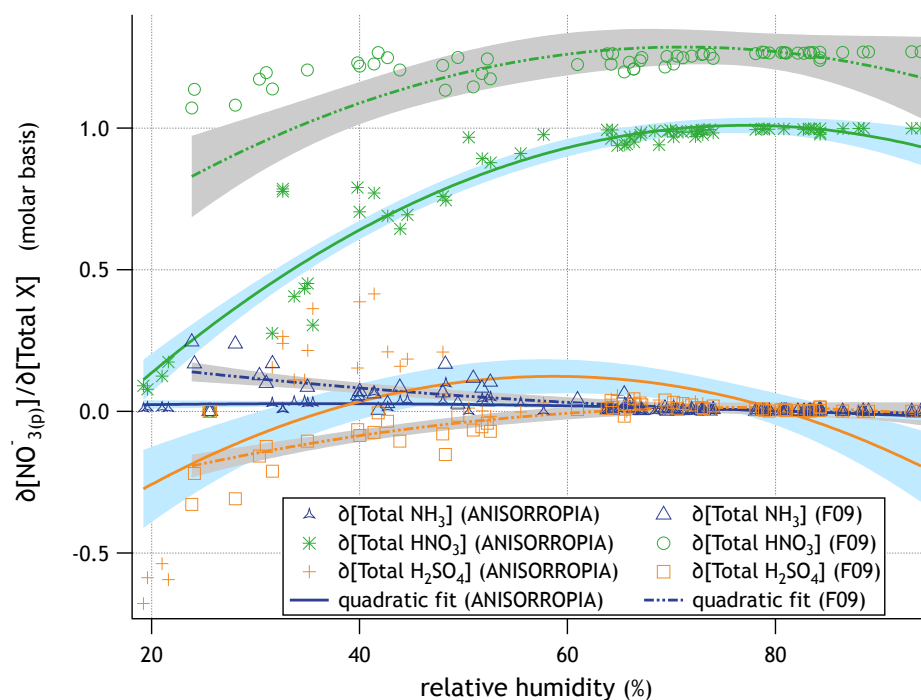 ∂[NO⁻3(p)]/∂[Total X] (molar basis)
1.0
0.5
0.0
-0.5
∂[Total NH₃] (ANISORROPIA) ∂[Total NH₃] (F09)
∂[Total HNO₃] (ANISORROPIA) ∂[Total HNO₃] (F09)
∂[Total H₂SO₄] (ANISORROPIA) ∂[Total H₂SO₄] (F09)
quadratic fit (ANISORROPIA) quadratic fit (F09)
20 40 60 80
relative humidity (%)